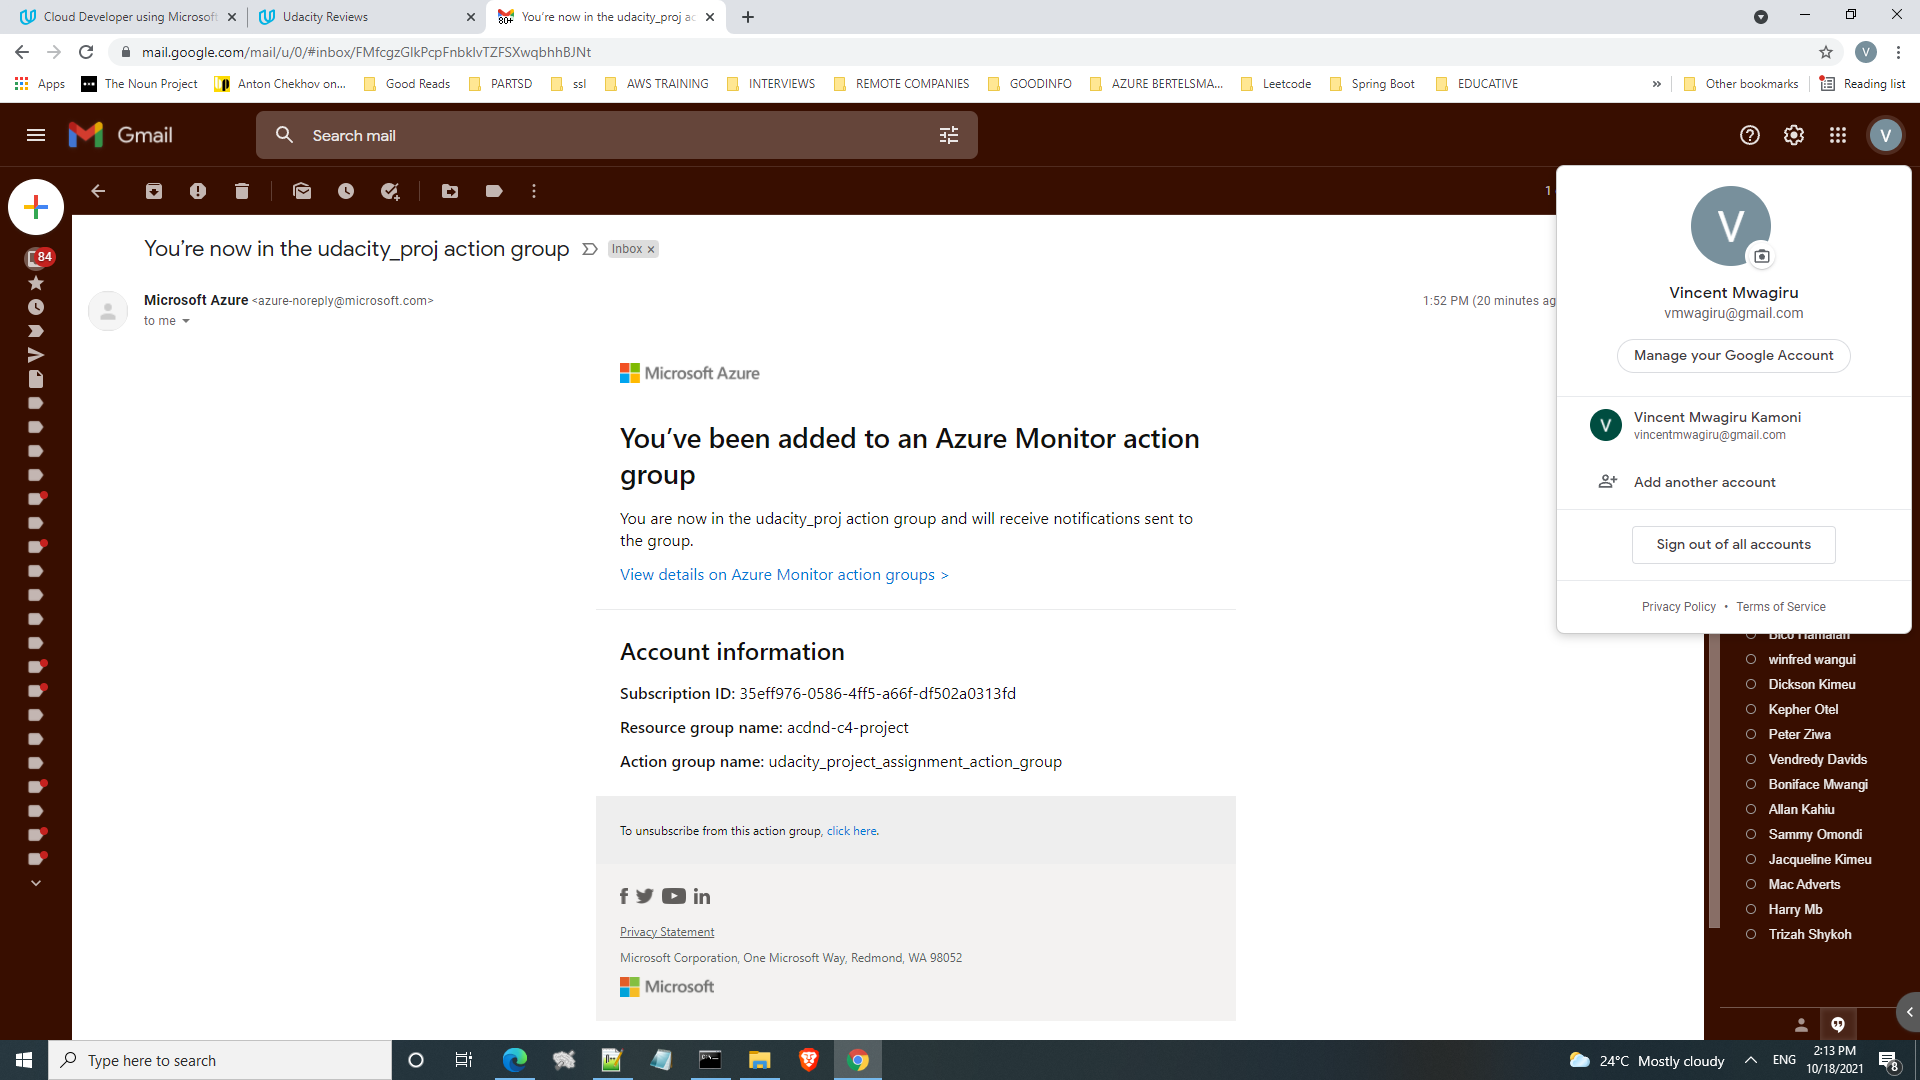 Cloud Developer using Microsoft
Udacity Reviews
80+
You're now in the udacity_proj ac
mail.google.com/mail/u/0/#inbox/FMfcgzGlkPcpFnbklvTZFSXwqbhhBJNt
V
Apps
The Noun Project
Anton Chekhov on...
Good Reads
PARTSD
ssl
AWS TRAINING
INTERVIEWS
REMOTE COMPANIES
GOODINFO
AZURE BERTELSMA...
Leetcode
Spring Boot
EDUCATIVE
»
Other bookmarks
Reading list
Gmail
Search mail
V
1
84
You're now in the udacity_proj action group
Inbox ×
Microsoft Azure <azure-noreply@microsoft.com>
1:52 PM (20 minutes ag
to me
Microsoft Azure
You've been added to an Azure Monitor action
group
You are now in the udacity_proj action group and will receive notifications sent to
the group.
View details on Azure Monitor action groups >
Account information
Subscription ID: 35eff976-0586-4ff5-a66f-df502a0313fd
Resource group name: acdnd-c4-project
Action group name: udacity_project_assignment_action_group
To unsubscribe from this action group, click here.
Privacy Statement
Microsoft Corporation, One Microsoft Way, Redmond, WA 98052
Microsoft
V
Vincent Mwagiru
vmwagiru@gmail.com
Manage your Google Account
V
Vincent Mwagiru Kamoni
vincentmwagiru@gmail.com
Add another account
Sign out of all accounts
Privacy Policy • Terms of Service
winfred wangui
Dickson Kimeu
Kepher Otel
Peter Ziwa
Vendredy Davids
Boniface Mwangi
Allan Kahiu
Sammy Omondi
Jacqueline Kimeu
Mac Adverts
Harry Mb
Trizah Shykoh
Type here to search
24°C Mostly cloudy
ENG
2:13 PM
10/18/2021
8